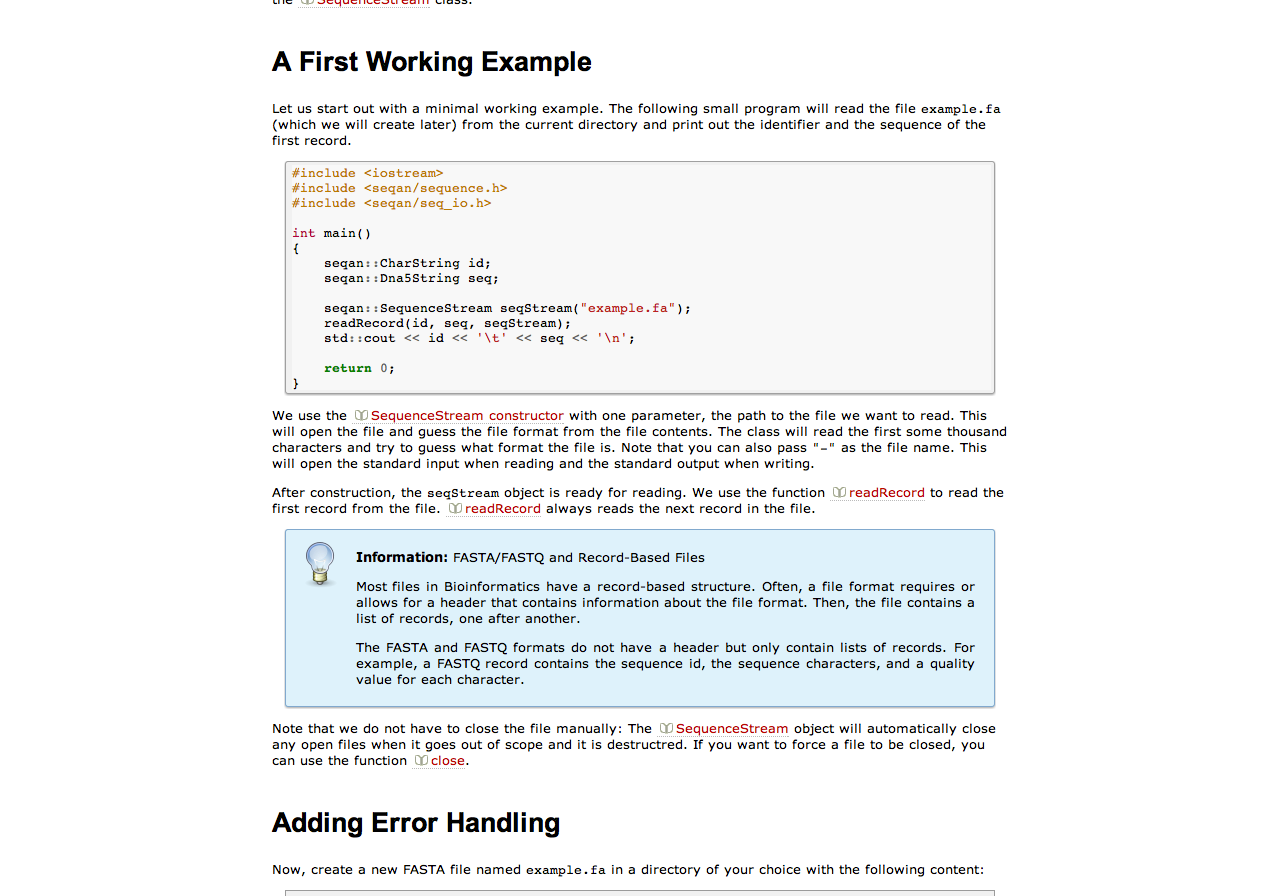 the SequenceStream class.
A First Working Example
Let us start out with a minimal working example. The following small program will read the file example.fa
(which we will create later) from the current directory and print out the identifier and the sequence of the
first record.
#include <iostream>
#include <seqan/sequence.h>
#include <seqan/seq_io.h>
int main()
{
    seqan::CharString id;
    seqan::Dna5String seq;
    seqan::SequenceStream seqStream("example.fa");
    readRecord(id, seq, seqStream);
    std::cout << id << '\t' << seq << '\n';
    return 0;
}
We use the SequenceStream constructor with one parameter, the path to the file we want to read. This
will open the file and guess the file format from the file contents. The class will read the first some thousand
characters and try to guess what format the file is. Note that you can also pass "-" as the file name. This
will open the standard input when reading and the standard output when writing.
After construction, the seqStream object is ready for reading. We use the function readRecord to read the
first record from the file. readRecord always reads the next record in the file.
Information: FASTA/FASTQ and Record-Based Files
Most files in Bioinformatics have a record-based structure. Often, a file format requires or
allows for a header that contains information about the file format. Then, the file contains a
list of records, one after another.
The FASTA and FASTQ formats do not have a header but only contain lists of records. For
example, a FASTQ record contains the sequence id, the sequence characters, and a quality
value for each character.
Note that we do not have to close the file manually: The SequenceStream object will automatically close
any open files when it goes out of scope and it is destructred. If you want to force a file to be closed, you
can use the function close.
Adding Error Handling
Now, create a new FASTA file named example.fa in a directory of your choice with the following content: